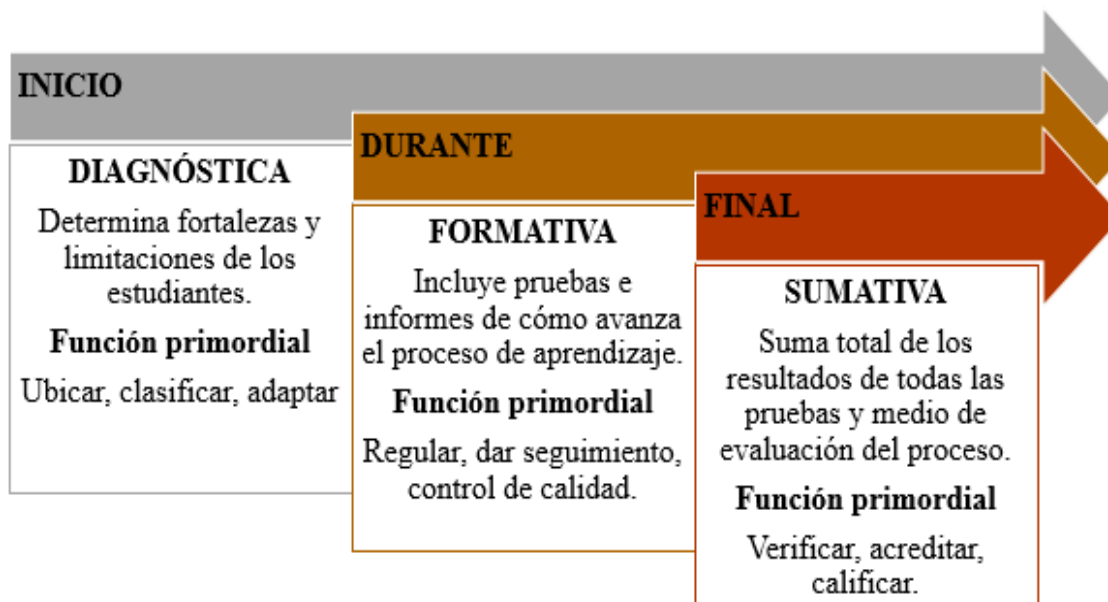 INICIO
DIAGNÓSTICA
Determina fortalezas y
limitaciones de los
estudiantes.
Función primordial
Ubicar, clasificar, adaptar
DURANTE
FORMATIVA
Incluye pruebas e
informes de cómo avanza
el proceso de aprendizaje.
Función primordial
Regular, dar seguimiento,
control de calidad.
FINAL
SUMATIVA
Suma total de los
resultados de todas las
pruebas y medio de
evaluación del proceso.
Función primordial
Verificar, acreditar,
calificar.